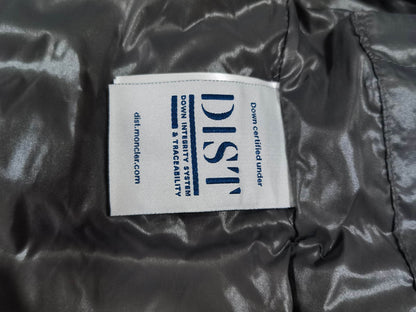 Down certified under
DIST
DOWN INTEGRITY SYSTEM
& TRACEABILITY
dist.moncler.com